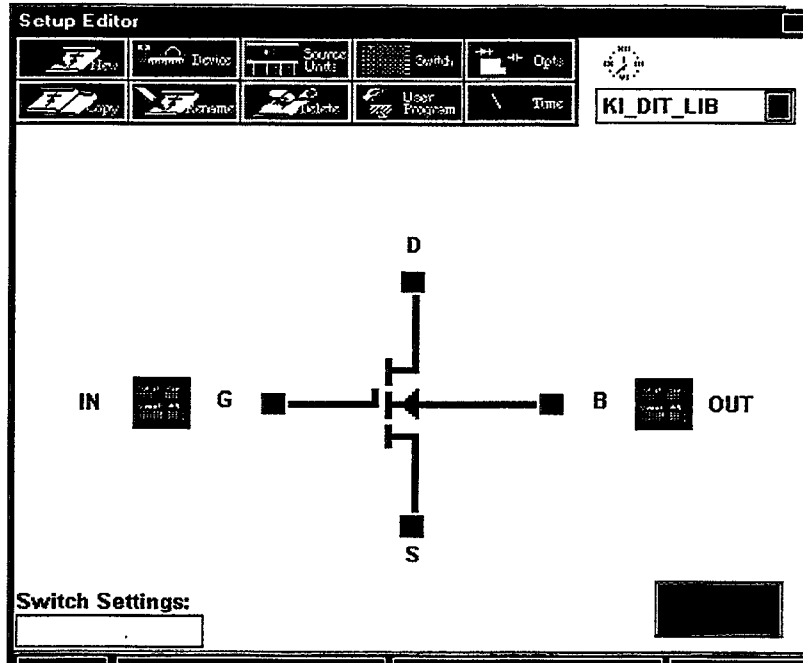 Setup Editor
New Device Source Units Switch Opts
Copy Rename Delete User Program Time
KI_DIT_LIB
D
IN G B OUT
S
Switch Settings: